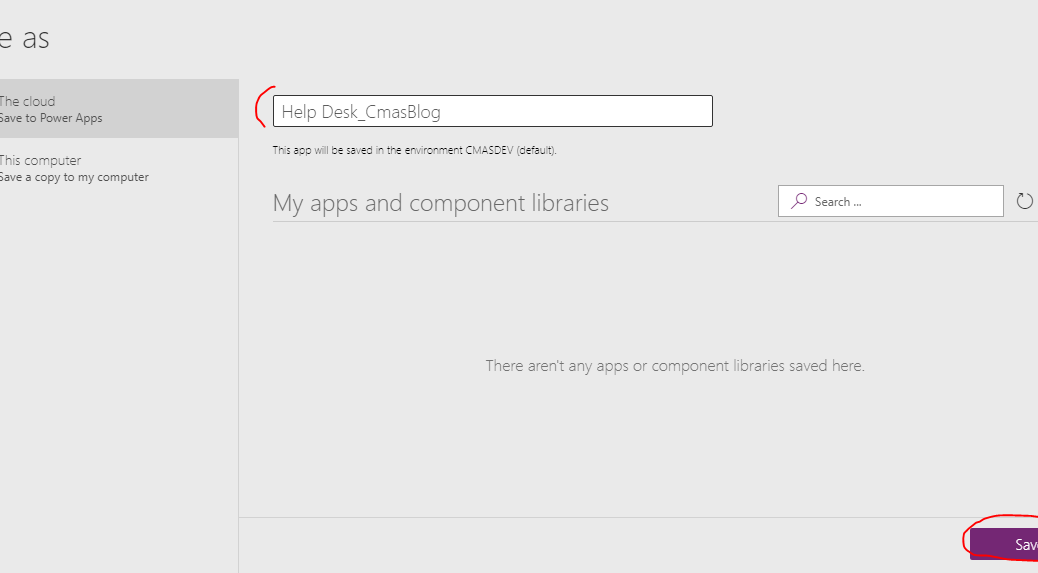 e as
The cloud
Save to Power Apps
Help Desk_CmasBlog
This app will be saved in the environment CMASDEV (default).
This computer
Save a copy to my computer
My apps and component libraries
Search ...
There aren't any apps or component libraries saved here.
Save